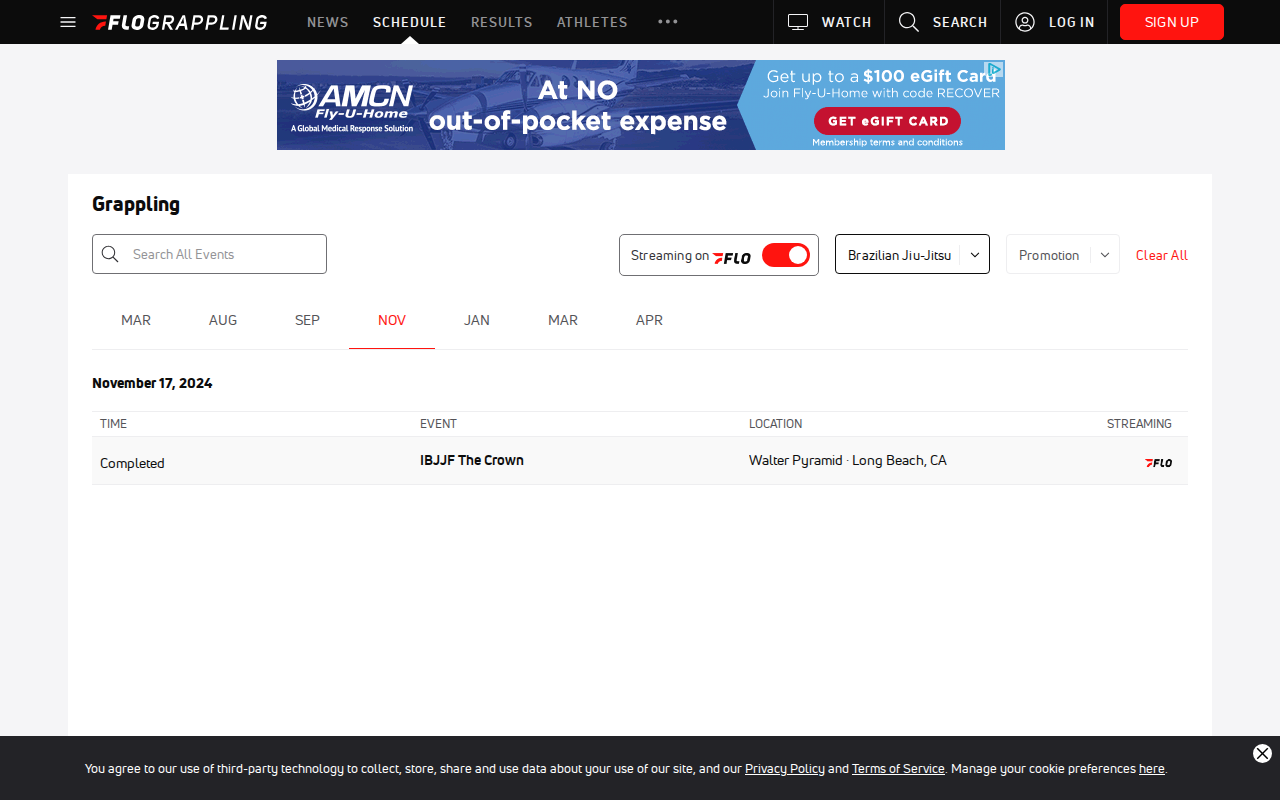 FLOGRAPPLING NEWS SCHEDULE RESULTS ATHLETES ••• WATCH SEARCH LOG IN SIGN UP
AMCN
Fly-U-Home
A Global Medical Response Solution
At NO
out-of-pocket expense
Get up to a $100 eGift Card
Join Fly-U-Home with code RECOVER
GET eGIFT CARD
Membership terms and conditions
Grappling
Search All Events Streaming on FLO Brazilian Jiu-Jitsu Promotion Clear All
MAR AUG SEP NOV JAN MAR APR
November 17, 2024
TIME EVENT LOCATION STREAMING
Completed IBJJF The Crown Walter Pyramid · Long Beach, CA FLO
You agree to our use of third-party technology to collect, store, share and use data about your use of our site, and our Privacy Policy and Terms of Service. Manage your cookie preferences here.